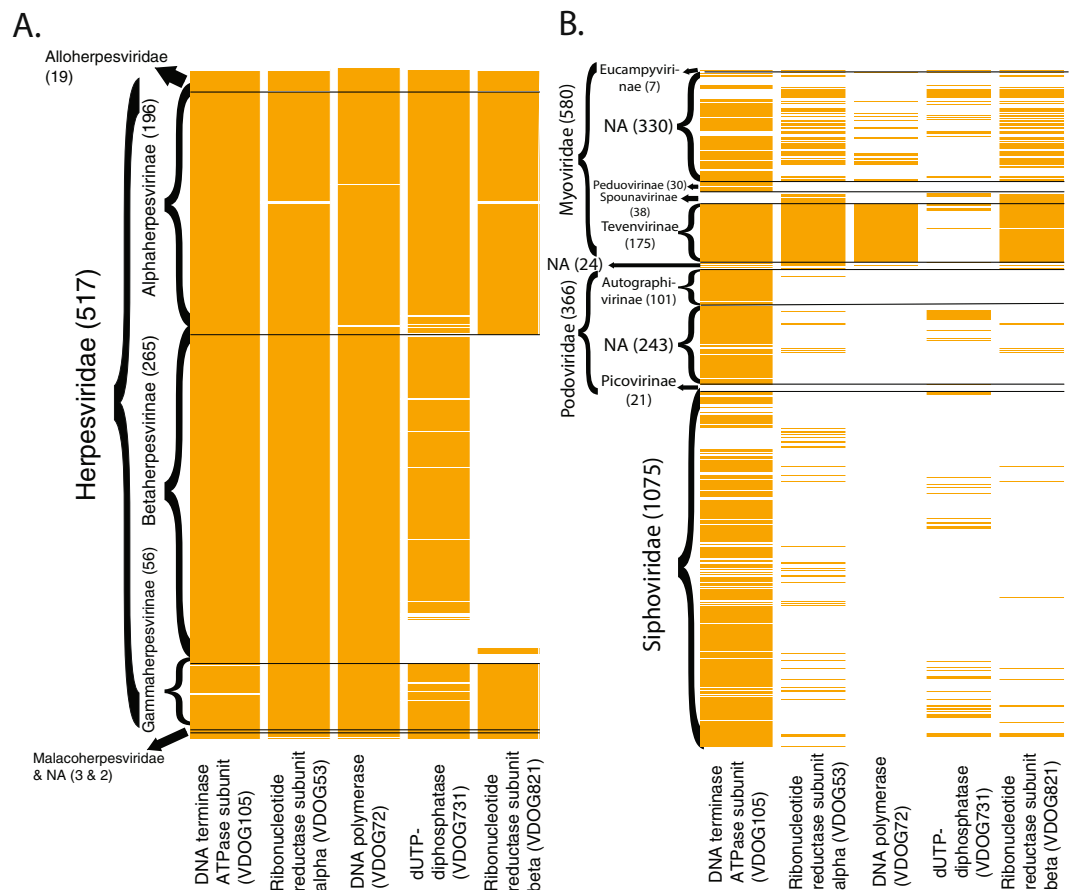 A.
Alloherpesviridae
(19)
Herpesviridae (517)
Alphaherpesvirinae (196)
Betaherpesvirinae (265)
Gammaherpesvirinae (56)
Malacoherpesviridae
& NA (3 & 2)
DNA terminase
ATPase subunit
(VDOG105)
Ribonucleotide
reductase subunit
alpha (VDOG53)
DNA polymerase
(VDOG72)
dUTP-
diphosphatase
(VDOG731)
Ribonucleotide
reductase subunit
beta (VDOG821)
B.
Eucampyviri-
nae (7)
Myoviridae (580)
NA (330)
Peduovirinae (30)
Spounavirinae
(38)
Tevenvirinae
(175)
NA (24)
Podoviridae (366)
Autographi-
virinae (101)
NA (243)
Picovirinae
(21)
Siphoviridae (1075)
DNA terminase
ATPase subunit
(VDOG105)
Ribonucleotide
reductase subunit
alpha (VDOG53)
DNA polymerase
(VDOG72)
dUTP-
diphosphatase
(VDOG731)
Ribonucleotide
reductase subunit
beta (VDOG821)